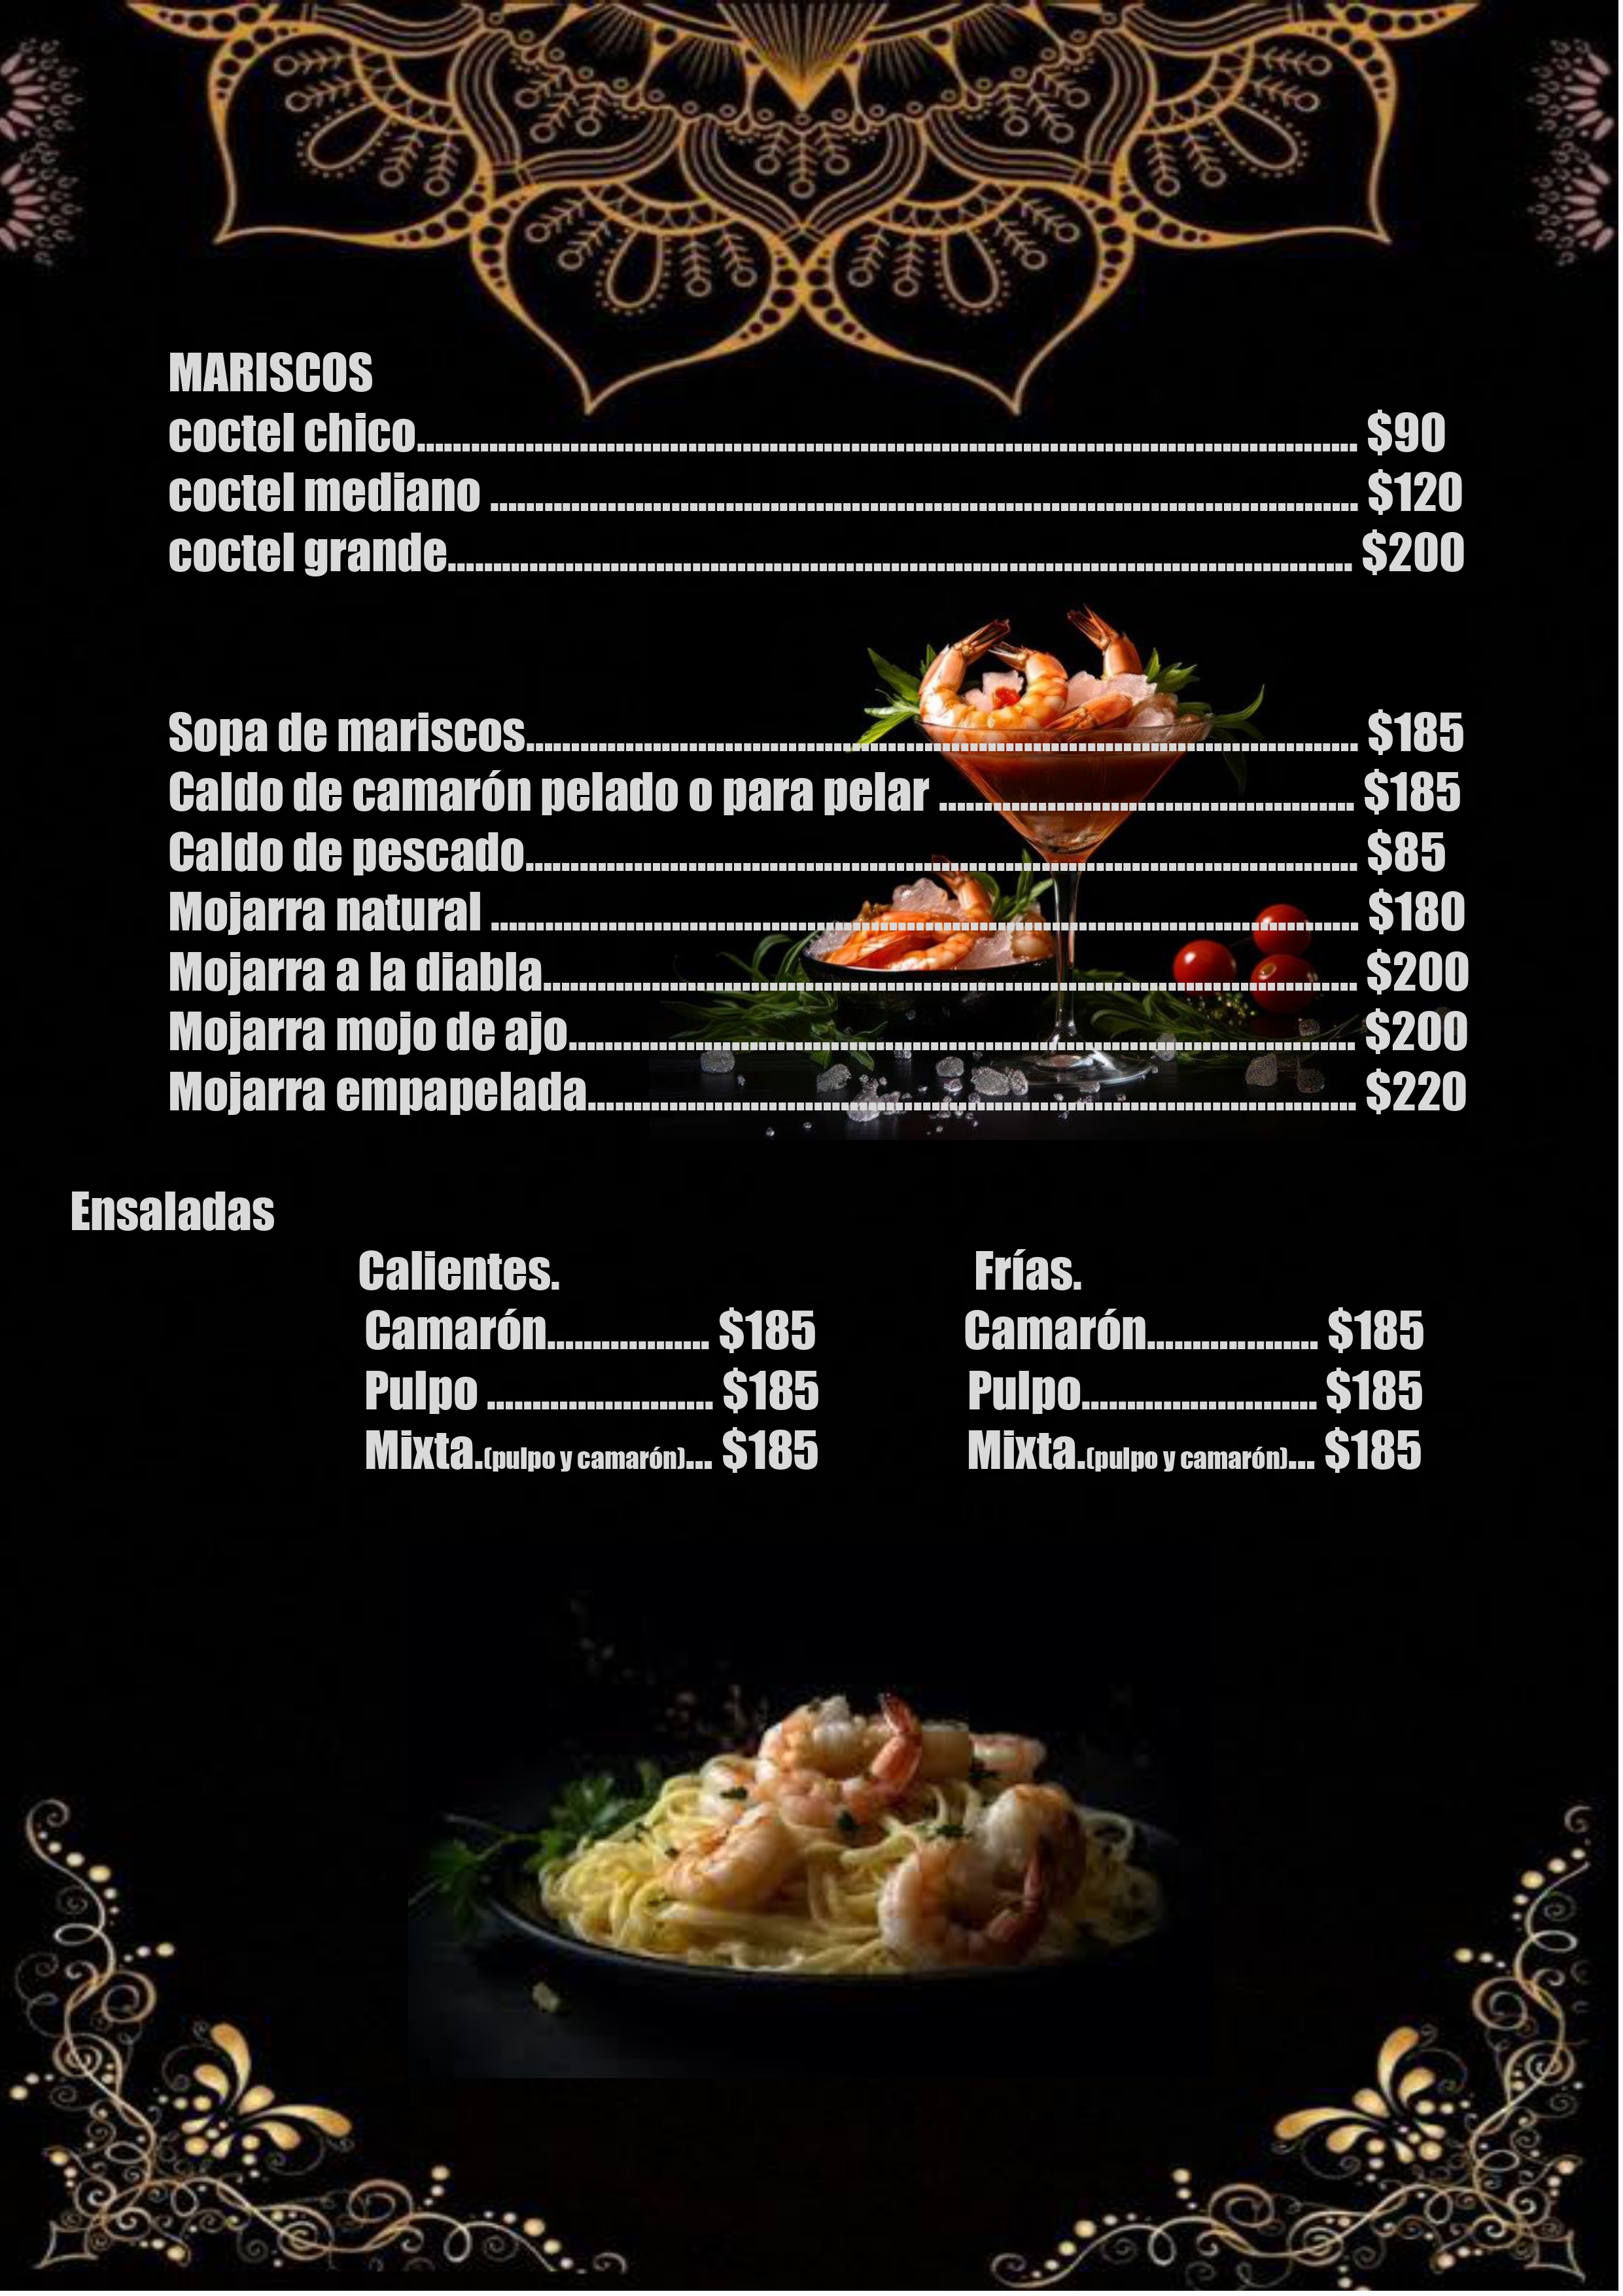 MARISCOS
coctel chico........................................................................................................ $90
coctel mediano ................................................................................................ $120
coctel grande.................................................................................................... $200
Sopa de mariscos............................................................................................ $185
Caldo de camarón pelado o para pelar .............................................. $185
Caldo de pescado............................................................................................ $85
Mojarra natural ................................................................................................ $180
Mojarra a la diabla.......................................................................................... $200
Mojarra mojo de ajo....................................................................................... $200
Mojarra empapelada..................................................................................... $220
Ensaladas
Calientes. Frías.
Camarón.................. $185 Camarón................... $185
Pulpo ......................... $185 Pulpo.......................... $185
Mixta.(pulpo y camarón)... $185 Mixta.(pulpo y camarón)... $185